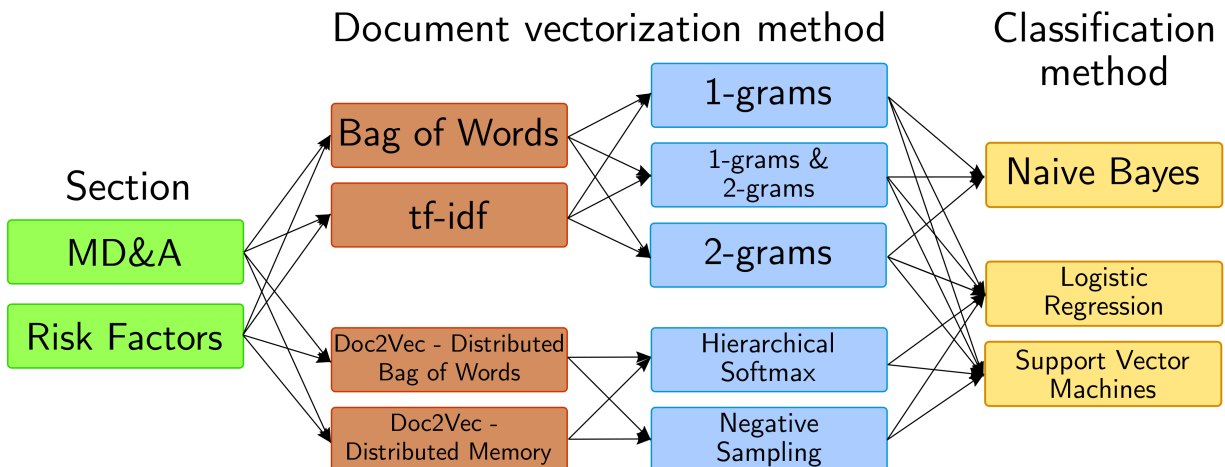 Document vectorization method
Classification
method
Section
MD&A
Risk Factors
Bag of Words
tf-idf
Doc2Vec - Distributed
Bag of Words
Doc2Vec -
Distributed Memory
1-grams
1-grams &
2-grams
2-grams
Hierarchical
Softmax
Negative
Sampling
Naive Bayes
Logistic
Regression
Support Vector
Machines